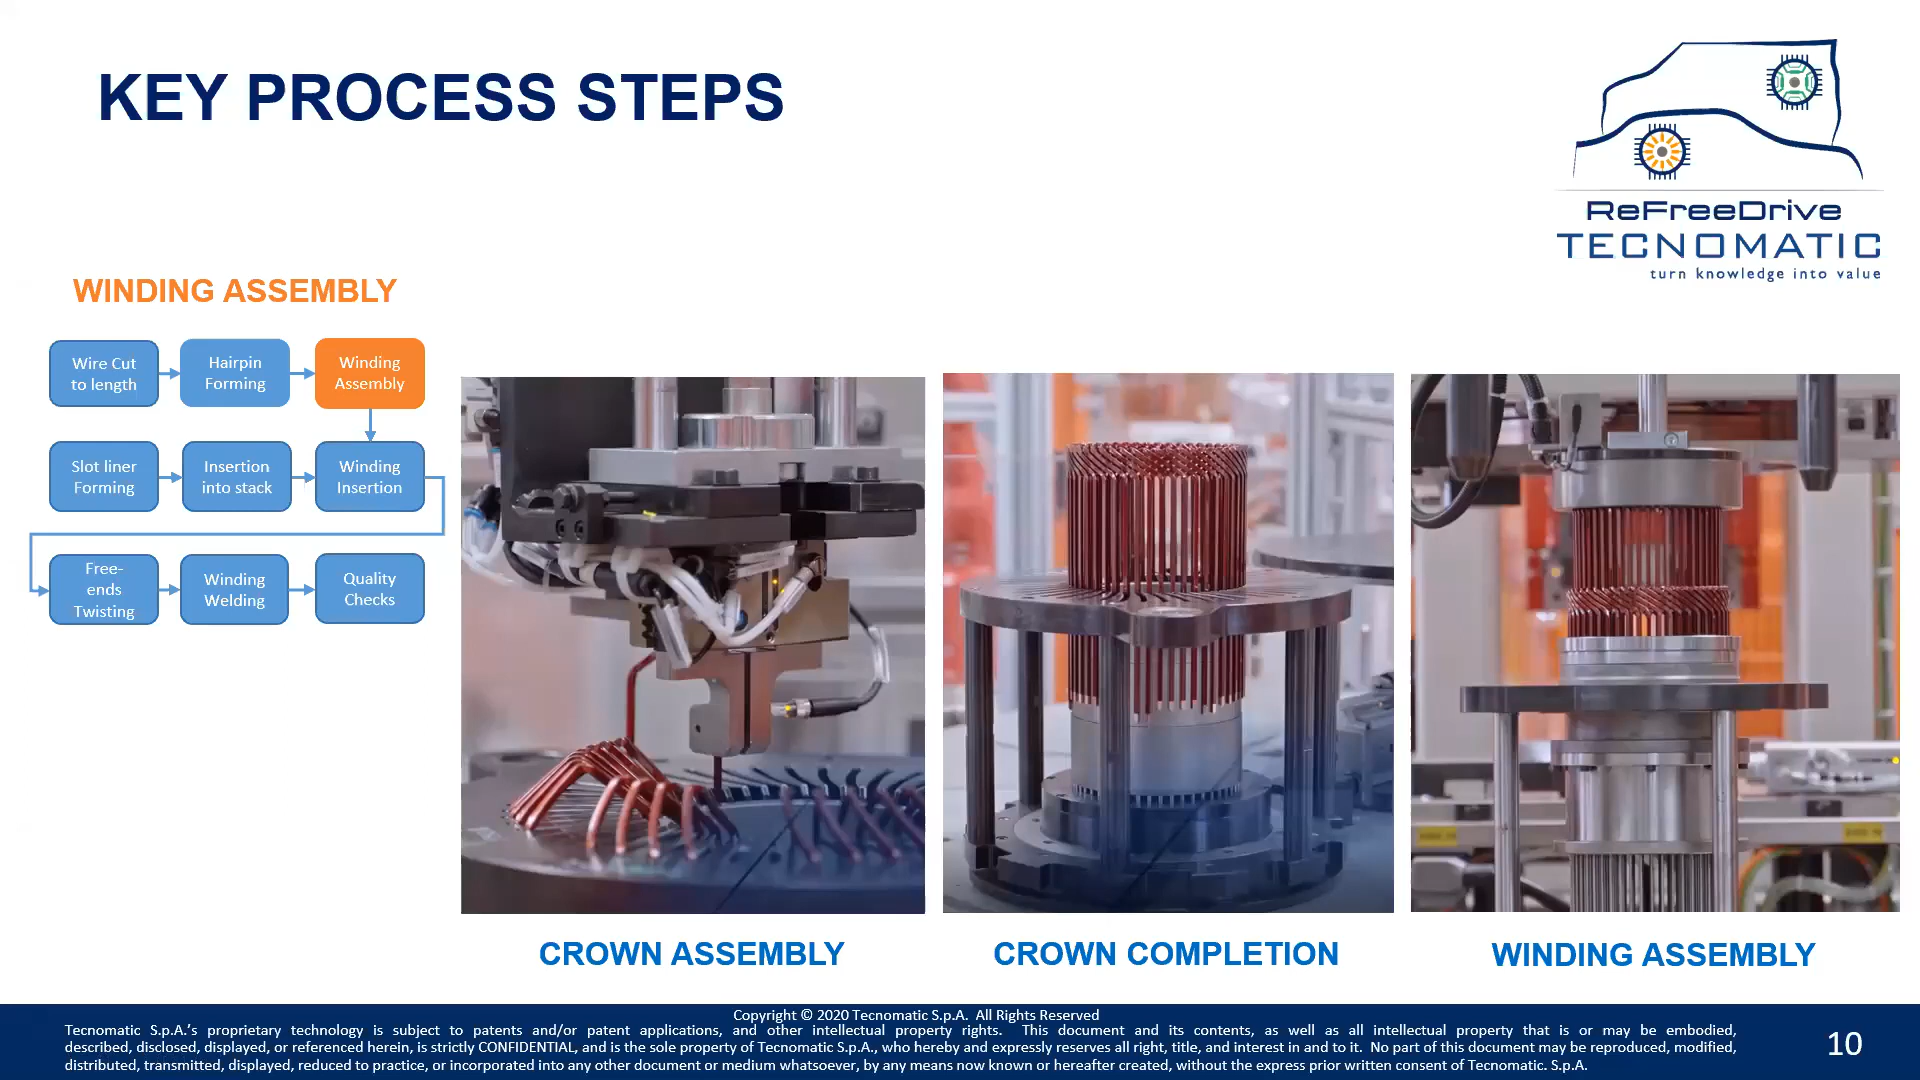 KEY PROCESS STEPS
ReFreeDrive
TECNOMATIC
turn knowledge into value
WINDING ASSEMBLY
Wire Cut
to length
Hairpin
Forming
Winding
Assembly
Slot liner
Forming
Insertion
into stack
Winding
Insertion
Free-
ends
Twisting
Winding
Welding
Quality
Checks
CROWN ASSEMBLY
CROWN COMPLETION
WINDING ASSEMBLY
Copyright © 2020 Tecnomatic S.p.A. All Rights Reserved
Tecnomatic S.p.A.'s proprietary technology is subject to patents and/or patent applications, and other intellectual property rights. This document and its contents, as well as all intellectual property that is or may be embodied,
described, disclosed, displayed, or referenced herein, is strictly CONFIDENTIAL, and is the sole property of Tecnomatic S.p.A., who hereby and expressly reserves all right, title, and interest in and to it. No part of this document may be reproduced, modified,
distributed, transmitted, displayed, reduced to practice, or incorporated into any other document or medium whatsoever, by any means now known or hereafter created, without the express prior written consent of Tecnomatic. S.p.A.
10